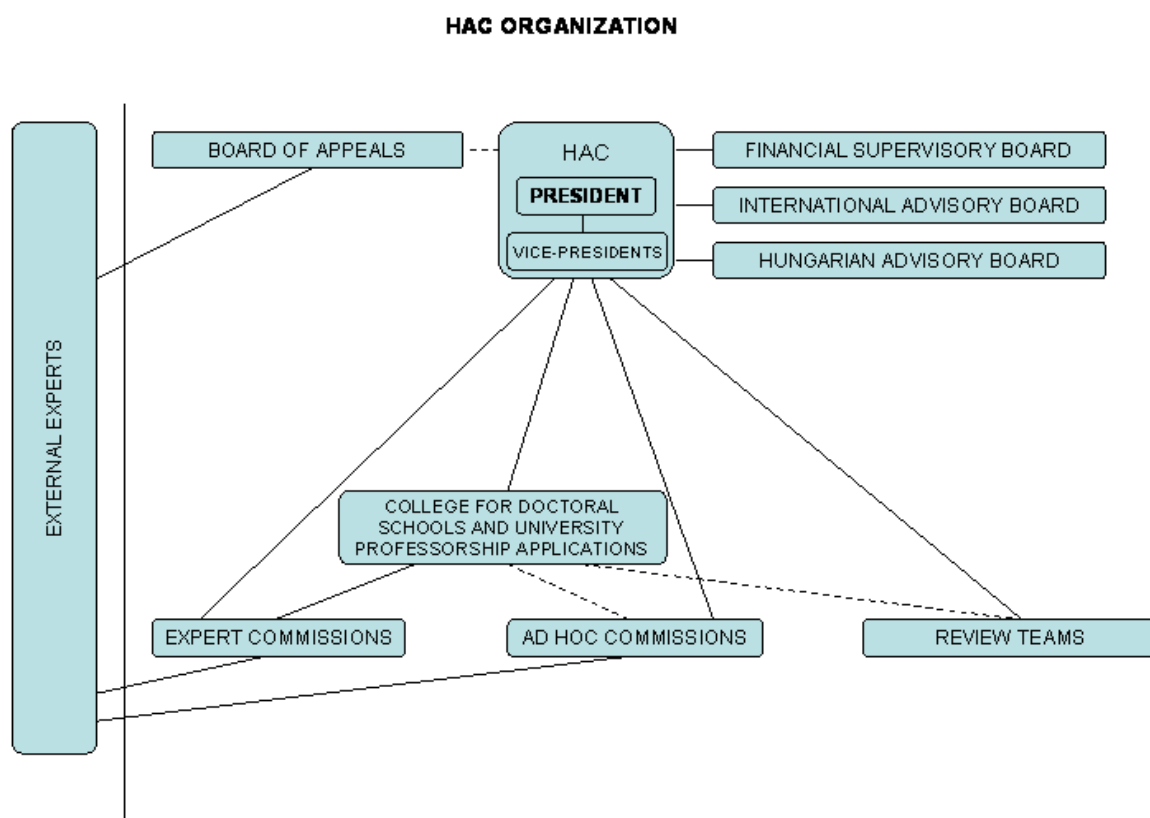 HAC ORGANIZATION
BOARD OF APPEALS
HAC
PRESIDENT
VICE-PRESIDENTS
FINANCIAL SUPERVISORY BOARD
INTERNATIONAL ADVISORY BOARD
HUNGARIAN ADVISORY BOARD
EXTERNAL EXPERTS
COLLEGE FOR DOCTORAL
SCHOOLS AND UNIVERSITY
PROFESSORSHIP APPLICATIONS
EXPERT COMMISSIONS
AD HOC COMMISSIONS
REVIEW TEAMS